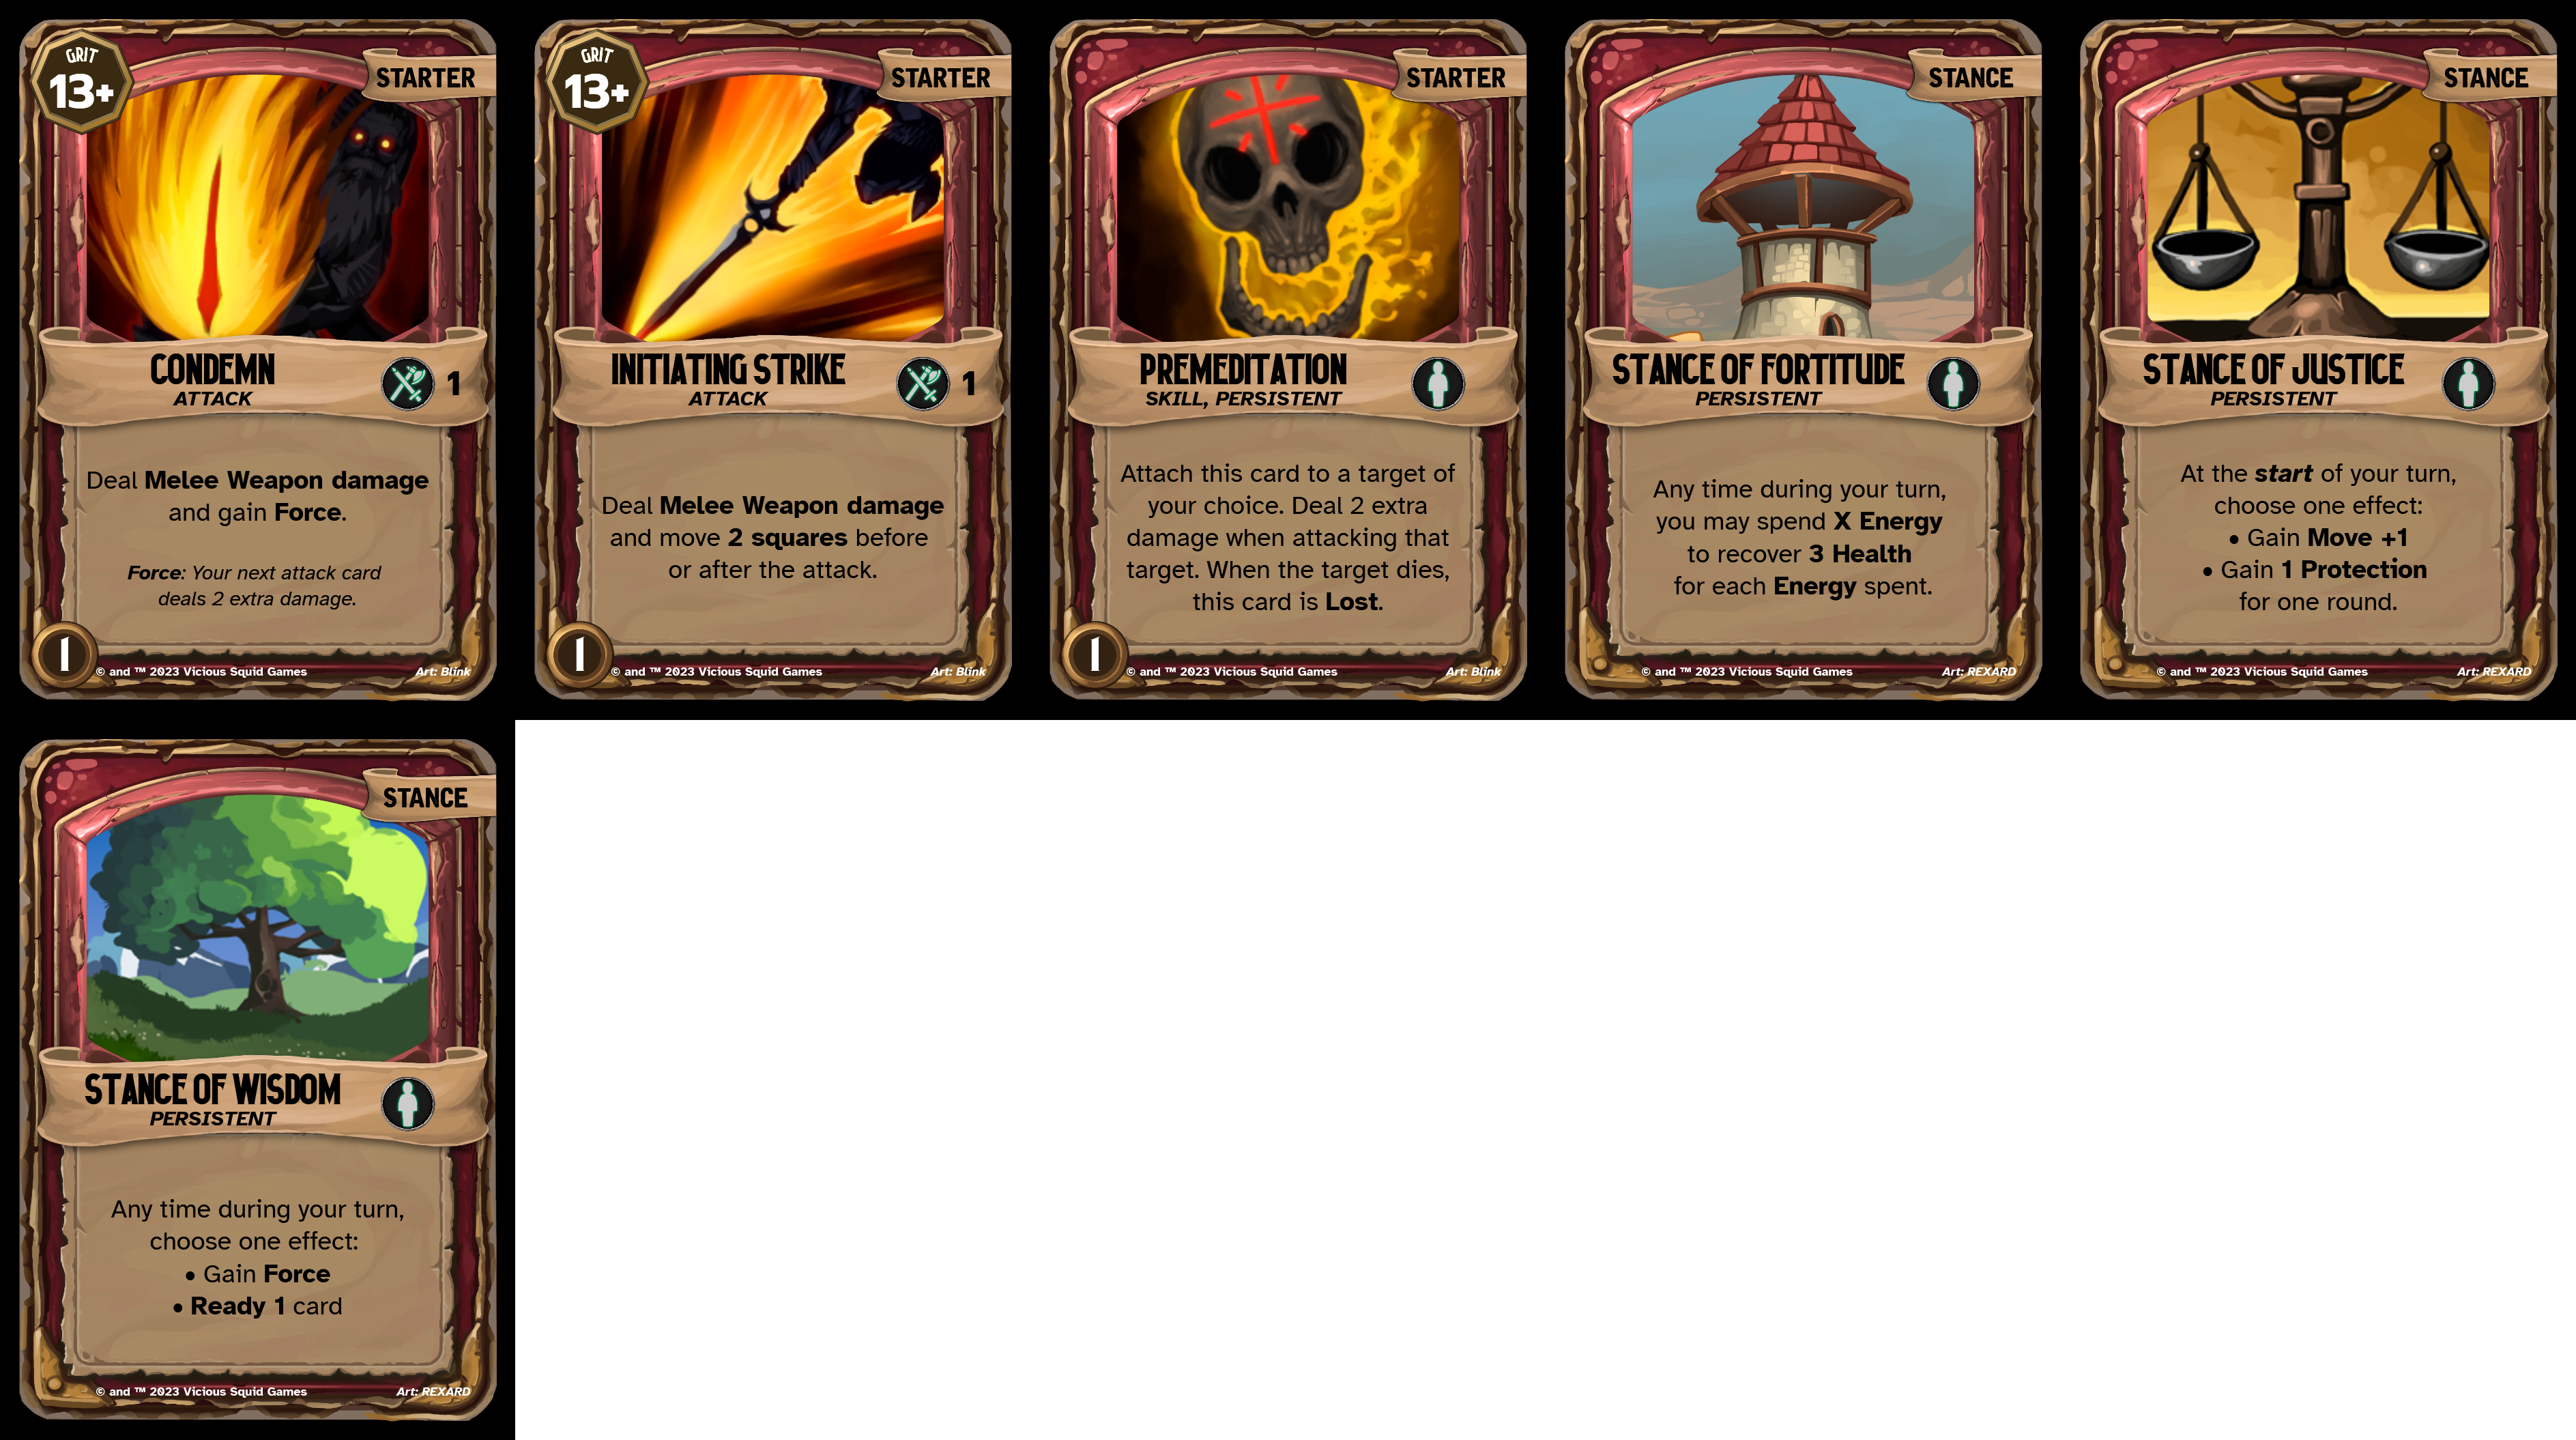 GRIT
13+
STARTER
CONDEMN
ATTACK
1
Deal Melee Weapon damage
and gain Force.
Force: Your next attack card
deals 2 extra damage.
1
© and ™ 2023 Vicious Squid Games
Art: Blink
GRIT
13+
STARTER
INITIATING STRIKE
ATTACK
1
Deal Melee Weapon damage
and move 2 squares before
or after the attack.
1
© and ™ 2023 Vicious Squid Games
Art: Blink
STARTER
PREMEDITATION
SKILL, PERSISTENT
Attach this card to a target of
your choice. Deal 2 extra
damage when attacking that
target. When the target dies,
this card is Lost.
1
© and ™ 2023 Vicious Squid Games
Art: Blink
STANCE
STANCE OF FORTITUDE
PERSISTENT
Any time during your turn,
you may spend X Energy
to recover 3 Health
for each Energy spent.
© and ™ 2023 Vicious Squid Games
Art: REXARD
STANCE
STANCE OF JUSTICE
PERSISTENT
At the start of your turn,
choose one effect:
• Gain Move +1
• Gain 1 Protection
for one round.
© and ™ 2023 Vicious Squid Games
Art: REXARD
STANCE
STANCE OF WISDOM
PERSISTENT
Any time during your turn,
choose one effect:
• Gain Force
• Ready 1 card
© and ™ 2023 Vicious Squid Games
Art: REXARD